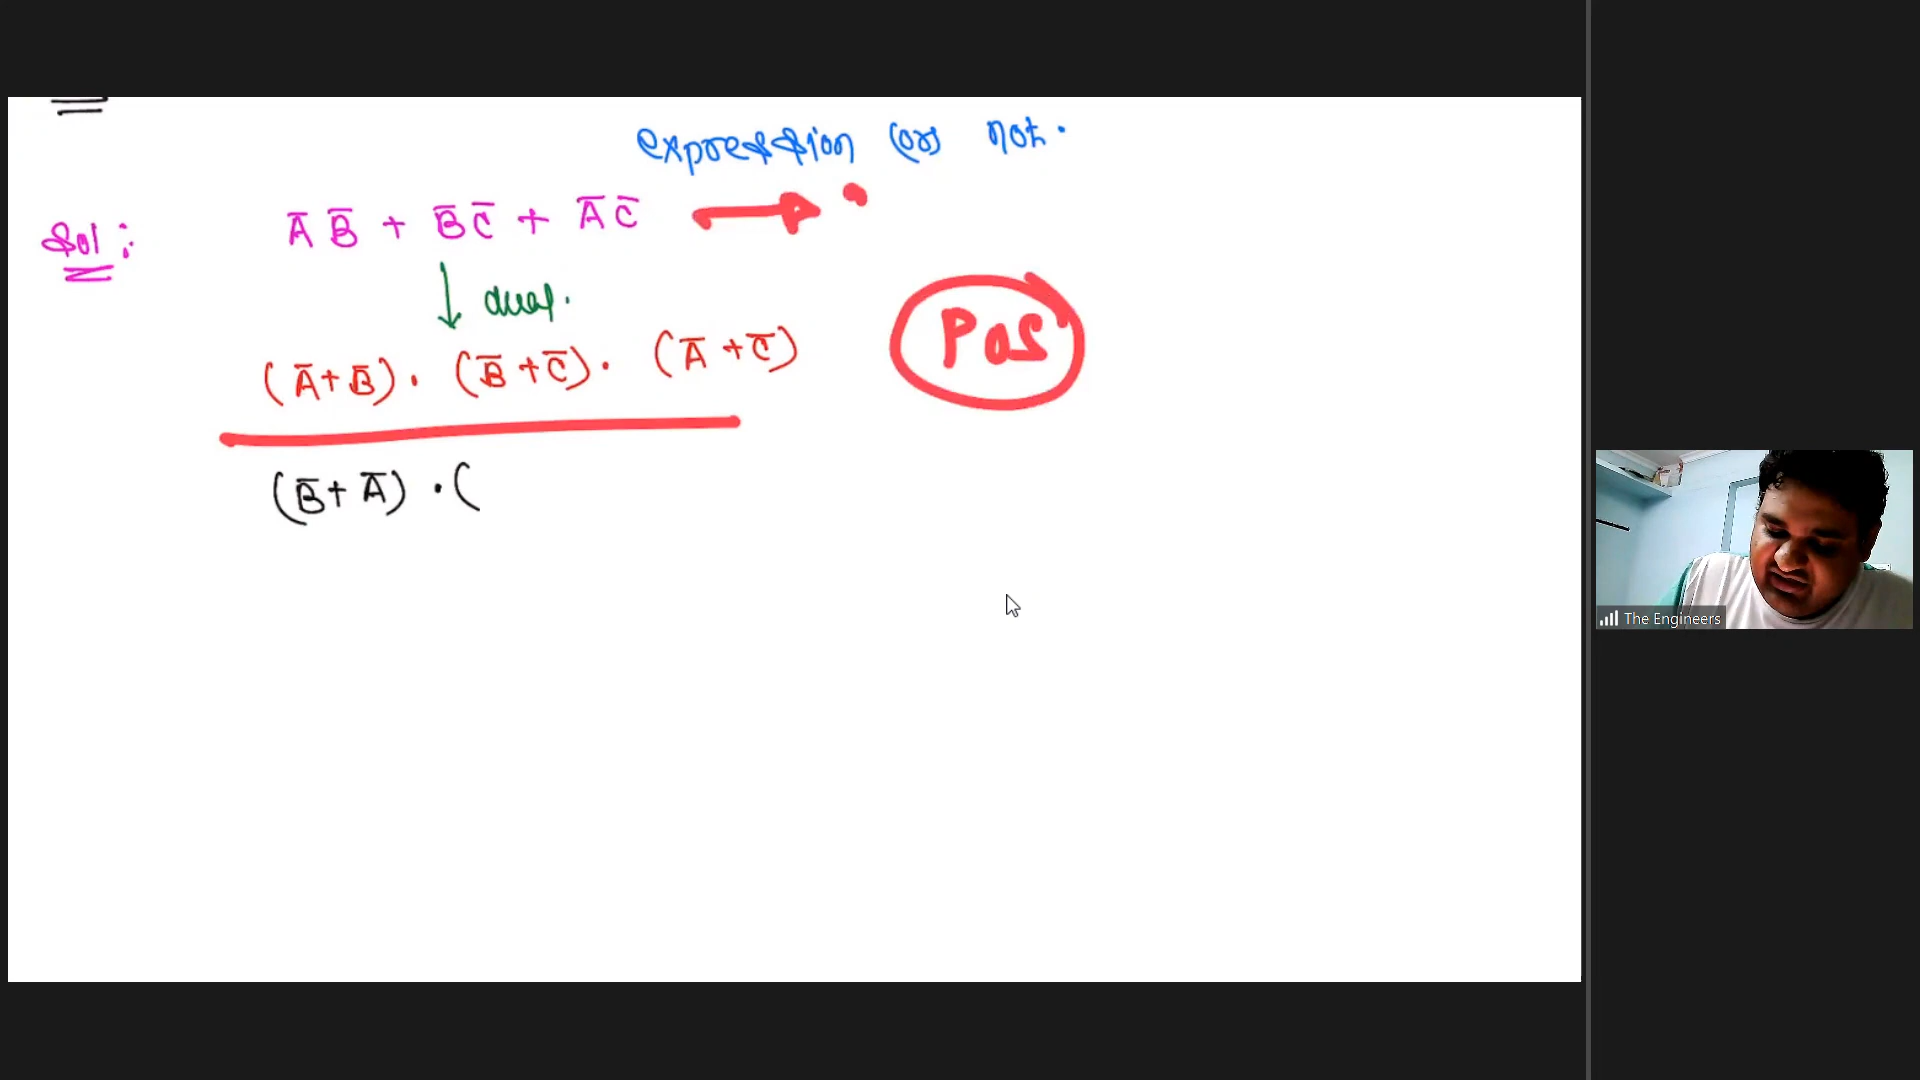 expression (or) not.
Sol: A̅ B̅ + B̅ C̅ + A̅ C̅
↓ dual.
(A̅+B̅) · (B̅+C̅) · (A̅+C̅)
POS
(B̅+A̅) · (
The Engineers